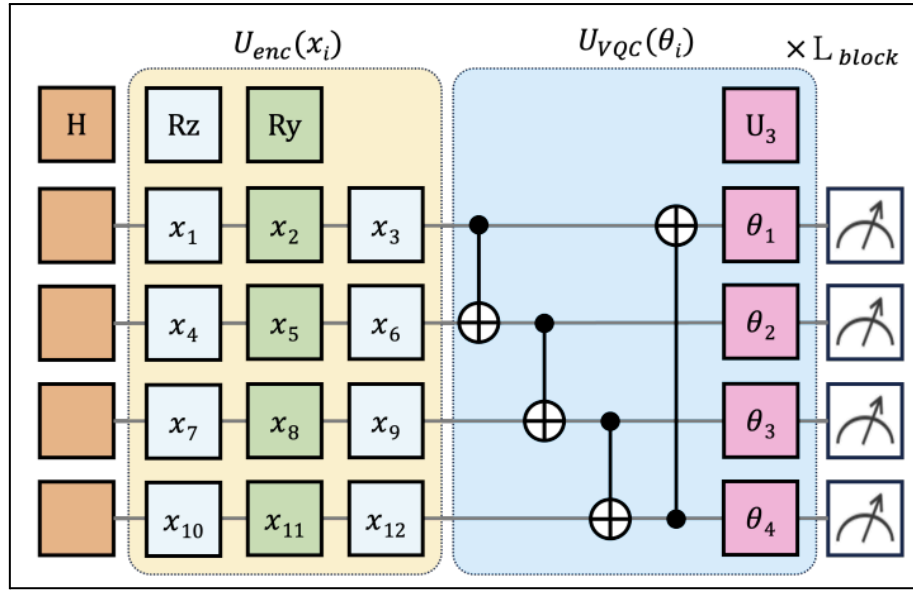 U_enc(x_i) U_VQC(θ_i) × L_block
H Rz Ry U_3
x_1 x_2 x_3 θ_1
x_4 x_5 x_6 θ_2
x_7 x_8 x_9 θ_3
x_10 x_11 x_12 θ_4